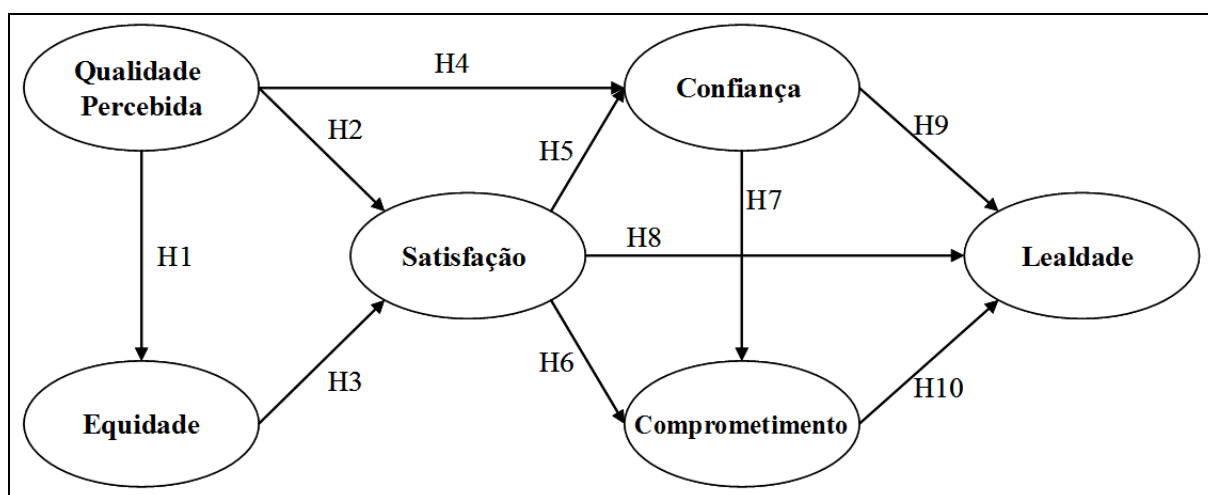 Qualidade
Percebida
H4
Confiança
H2
H9
H5
H7
H1
Satisfação
H8
Lealdade
H3
H6
H10
Equidade
Comprometimento